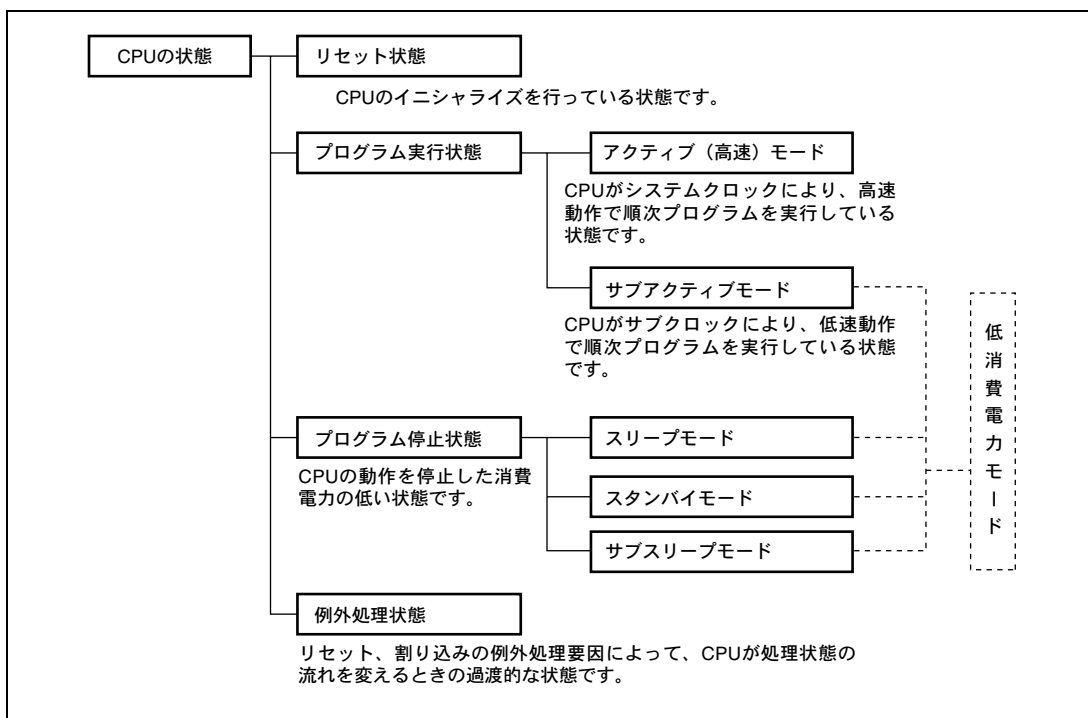 CPUの状態
リセット状態
CPUのイニシャライズを行っている状態です。
プログラム実行状態
アクティブ（高速）モード
CPUがシステムクロックにより、高速
動作で順次プログラムを実行している
状態です。
サブアクティブモード
CPUがサブクロックにより、低速動作
で順次プログラムを実行している状態
です。
プログラム停止状態
CPUの動作を停止した消費
電力の低い状態です。
スリープモード
スタンバイモード
サブスリープモード
低消費電力モード
例外処理状態
リセット、割り込みの例外処理要因によって、CPUが処理状態の
流れを変えるときの過渡的な状態です。